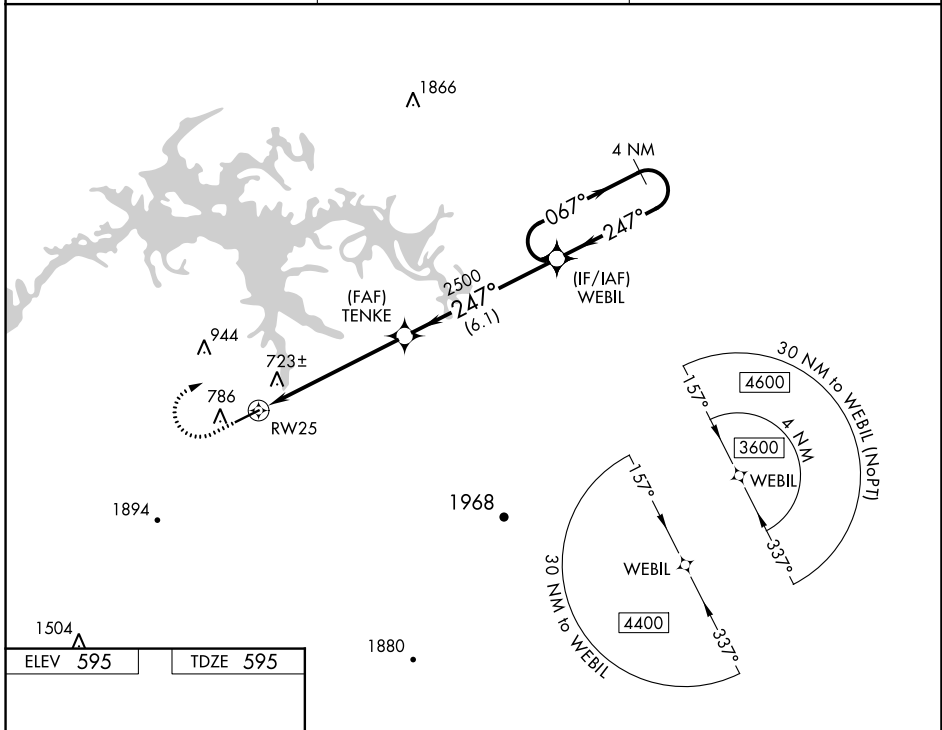 1866
4 NM
067°
247°
(IF/IAF)
WEBIL
2500
247°
(6.1)
(FAF)
TENKE
944
723±
786
RW25
30 NM to WEBIL (NoPT)
4600
157°
4 NM
3600
WEBIL
337°
1894
1968
157°
WEBIL
30 NM to WEBIL
4400
337°
1504
1880
ELEV 595
TDZE 595